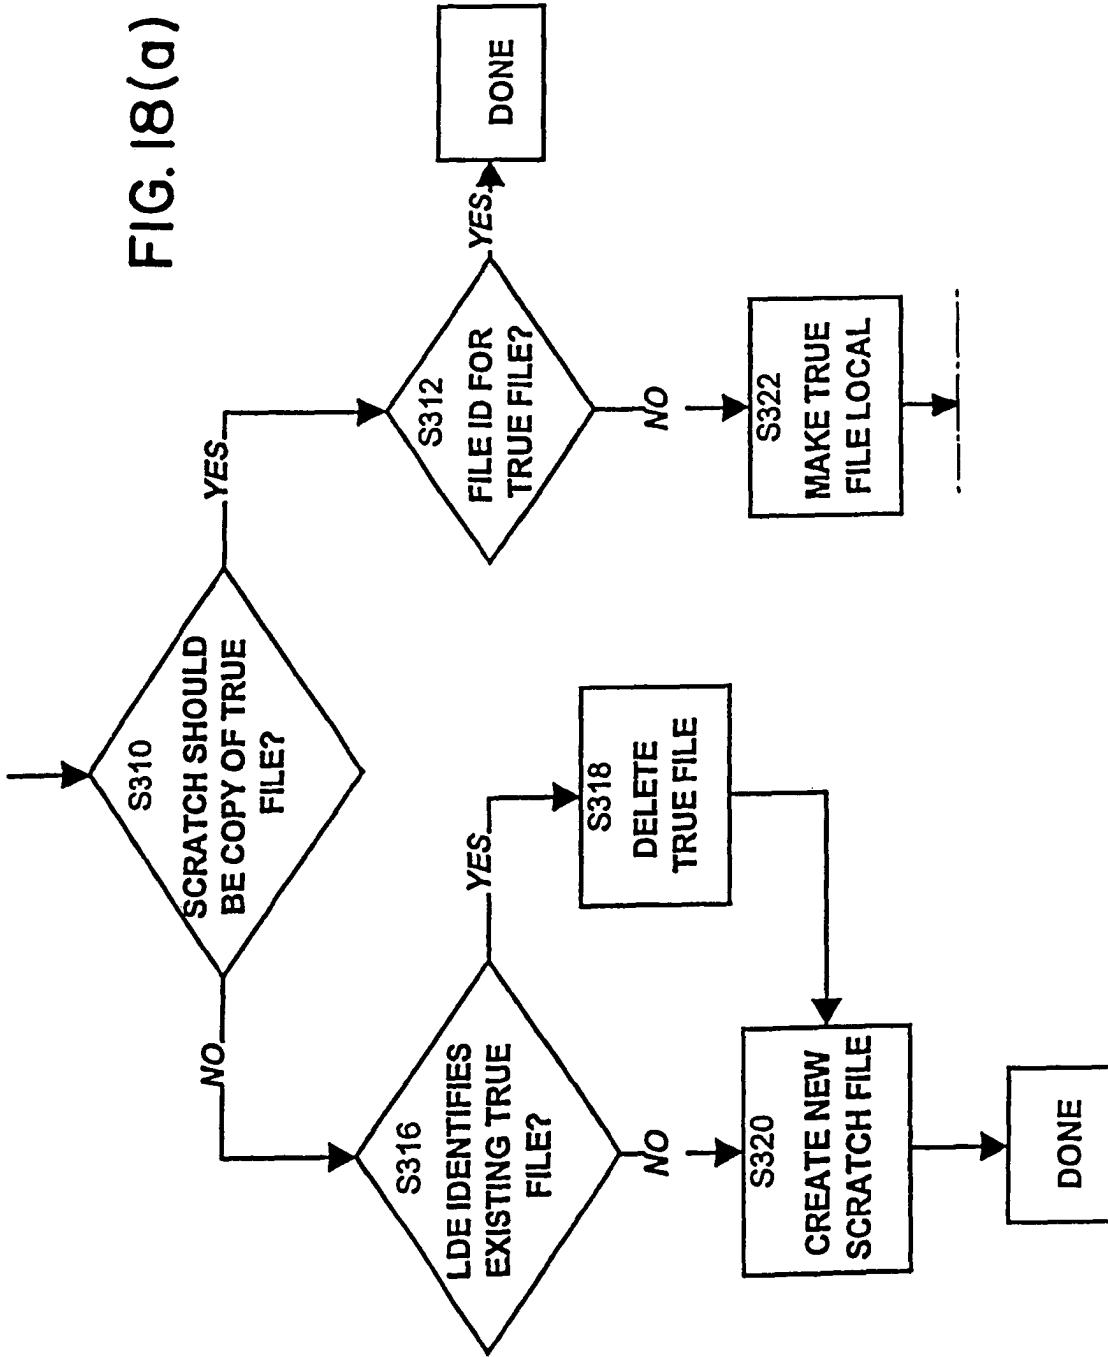 FIG. 18(a)
S310
SCRATCH SHOULD
BE COPY OF TRUE
FILE?
NO
YES
S316
LDE IDENTIFIES
EXISTING TRUE
FILE?
YES
NO
S318
DELETE
TRUE FILE
S320
CREATE NEW
SCRATCH FILE
DONE
S312
FILE ID FOR
TRUE FILE?
YES
DONE
NO
S322
MAKE TRUE
FILE LOCAL